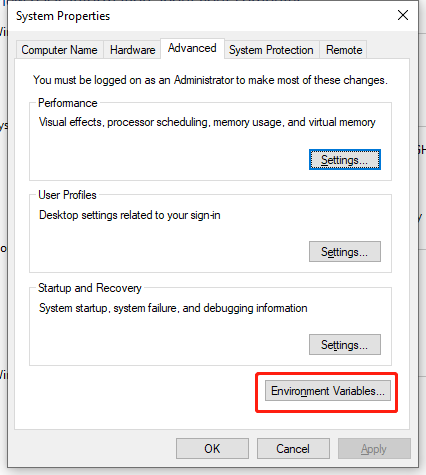 System Properties
Computer Name
Hardware
Advanced
System Protection
Remote
You must be logged on as an Administrator to make most of these changes.
Performance
Visual effects, processor scheduling, memory usage, and virtual memory
Settings...
User Profiles
Desktop settings related to your sign-in
Settings...
Startup and Recovery
System startup, system failure, and debugging information
Settings...
Environment Variables...
OK
Cancel
Apply